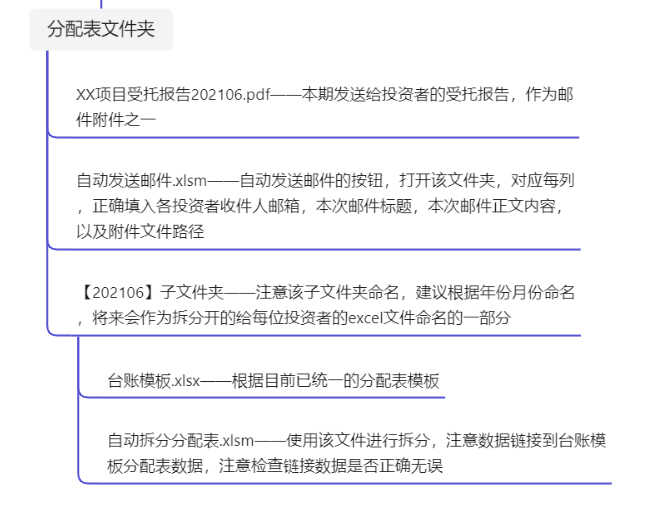 分配表文件夹
XX项目受托报告202106.pdf——本期发送给投资者的受托报告，作为邮
件附件之一
自动发送邮件.xlsm——自动发送邮件的按钮，打开该文件夹，对应每列
，正确填入各投资者收件人邮箱，本次邮件标题，本次邮件正文内容，
以及附件文件路径
【202106】子文件夹——注意该子文件夹命名，建议根据年份月份命名
，将来会作为拆分开的给每位投资者的excel文件命名的一部分
台账模板.xlsx——根据目前已统一的分配表模板
自动拆分分配表.xlsm——使用该文件进行拆分，注意数据链接到台账模
板分配表数据，注意检查链接数据是否正确无误